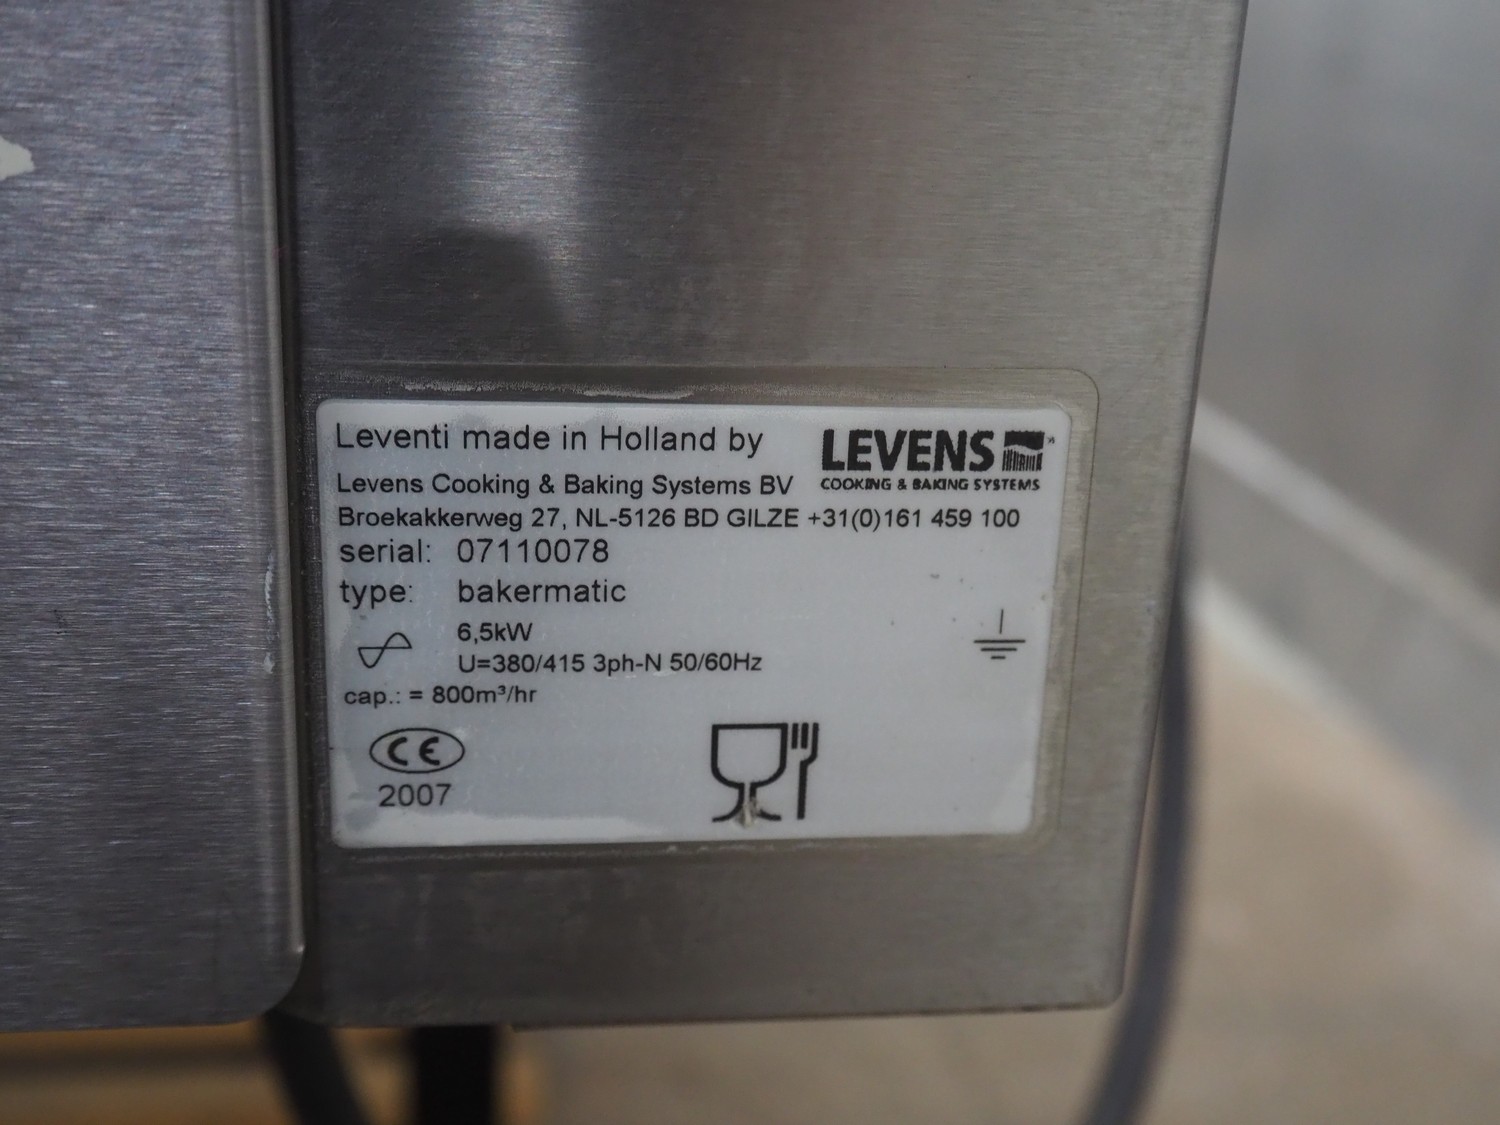 Leventi made in Holland by
LEVENS
COOKING & BAKING SYSTEMS
Levens Cooking & Baking Systems BV
Broekakkerweg 27, NL-5126 BD GILZE +31(0)161 459 100
serial: 07110078
type: bakermatic
6,5kW
U=380/415 3ph-N 50/60Hz
cap.: = 800m³/hr
CE
2007